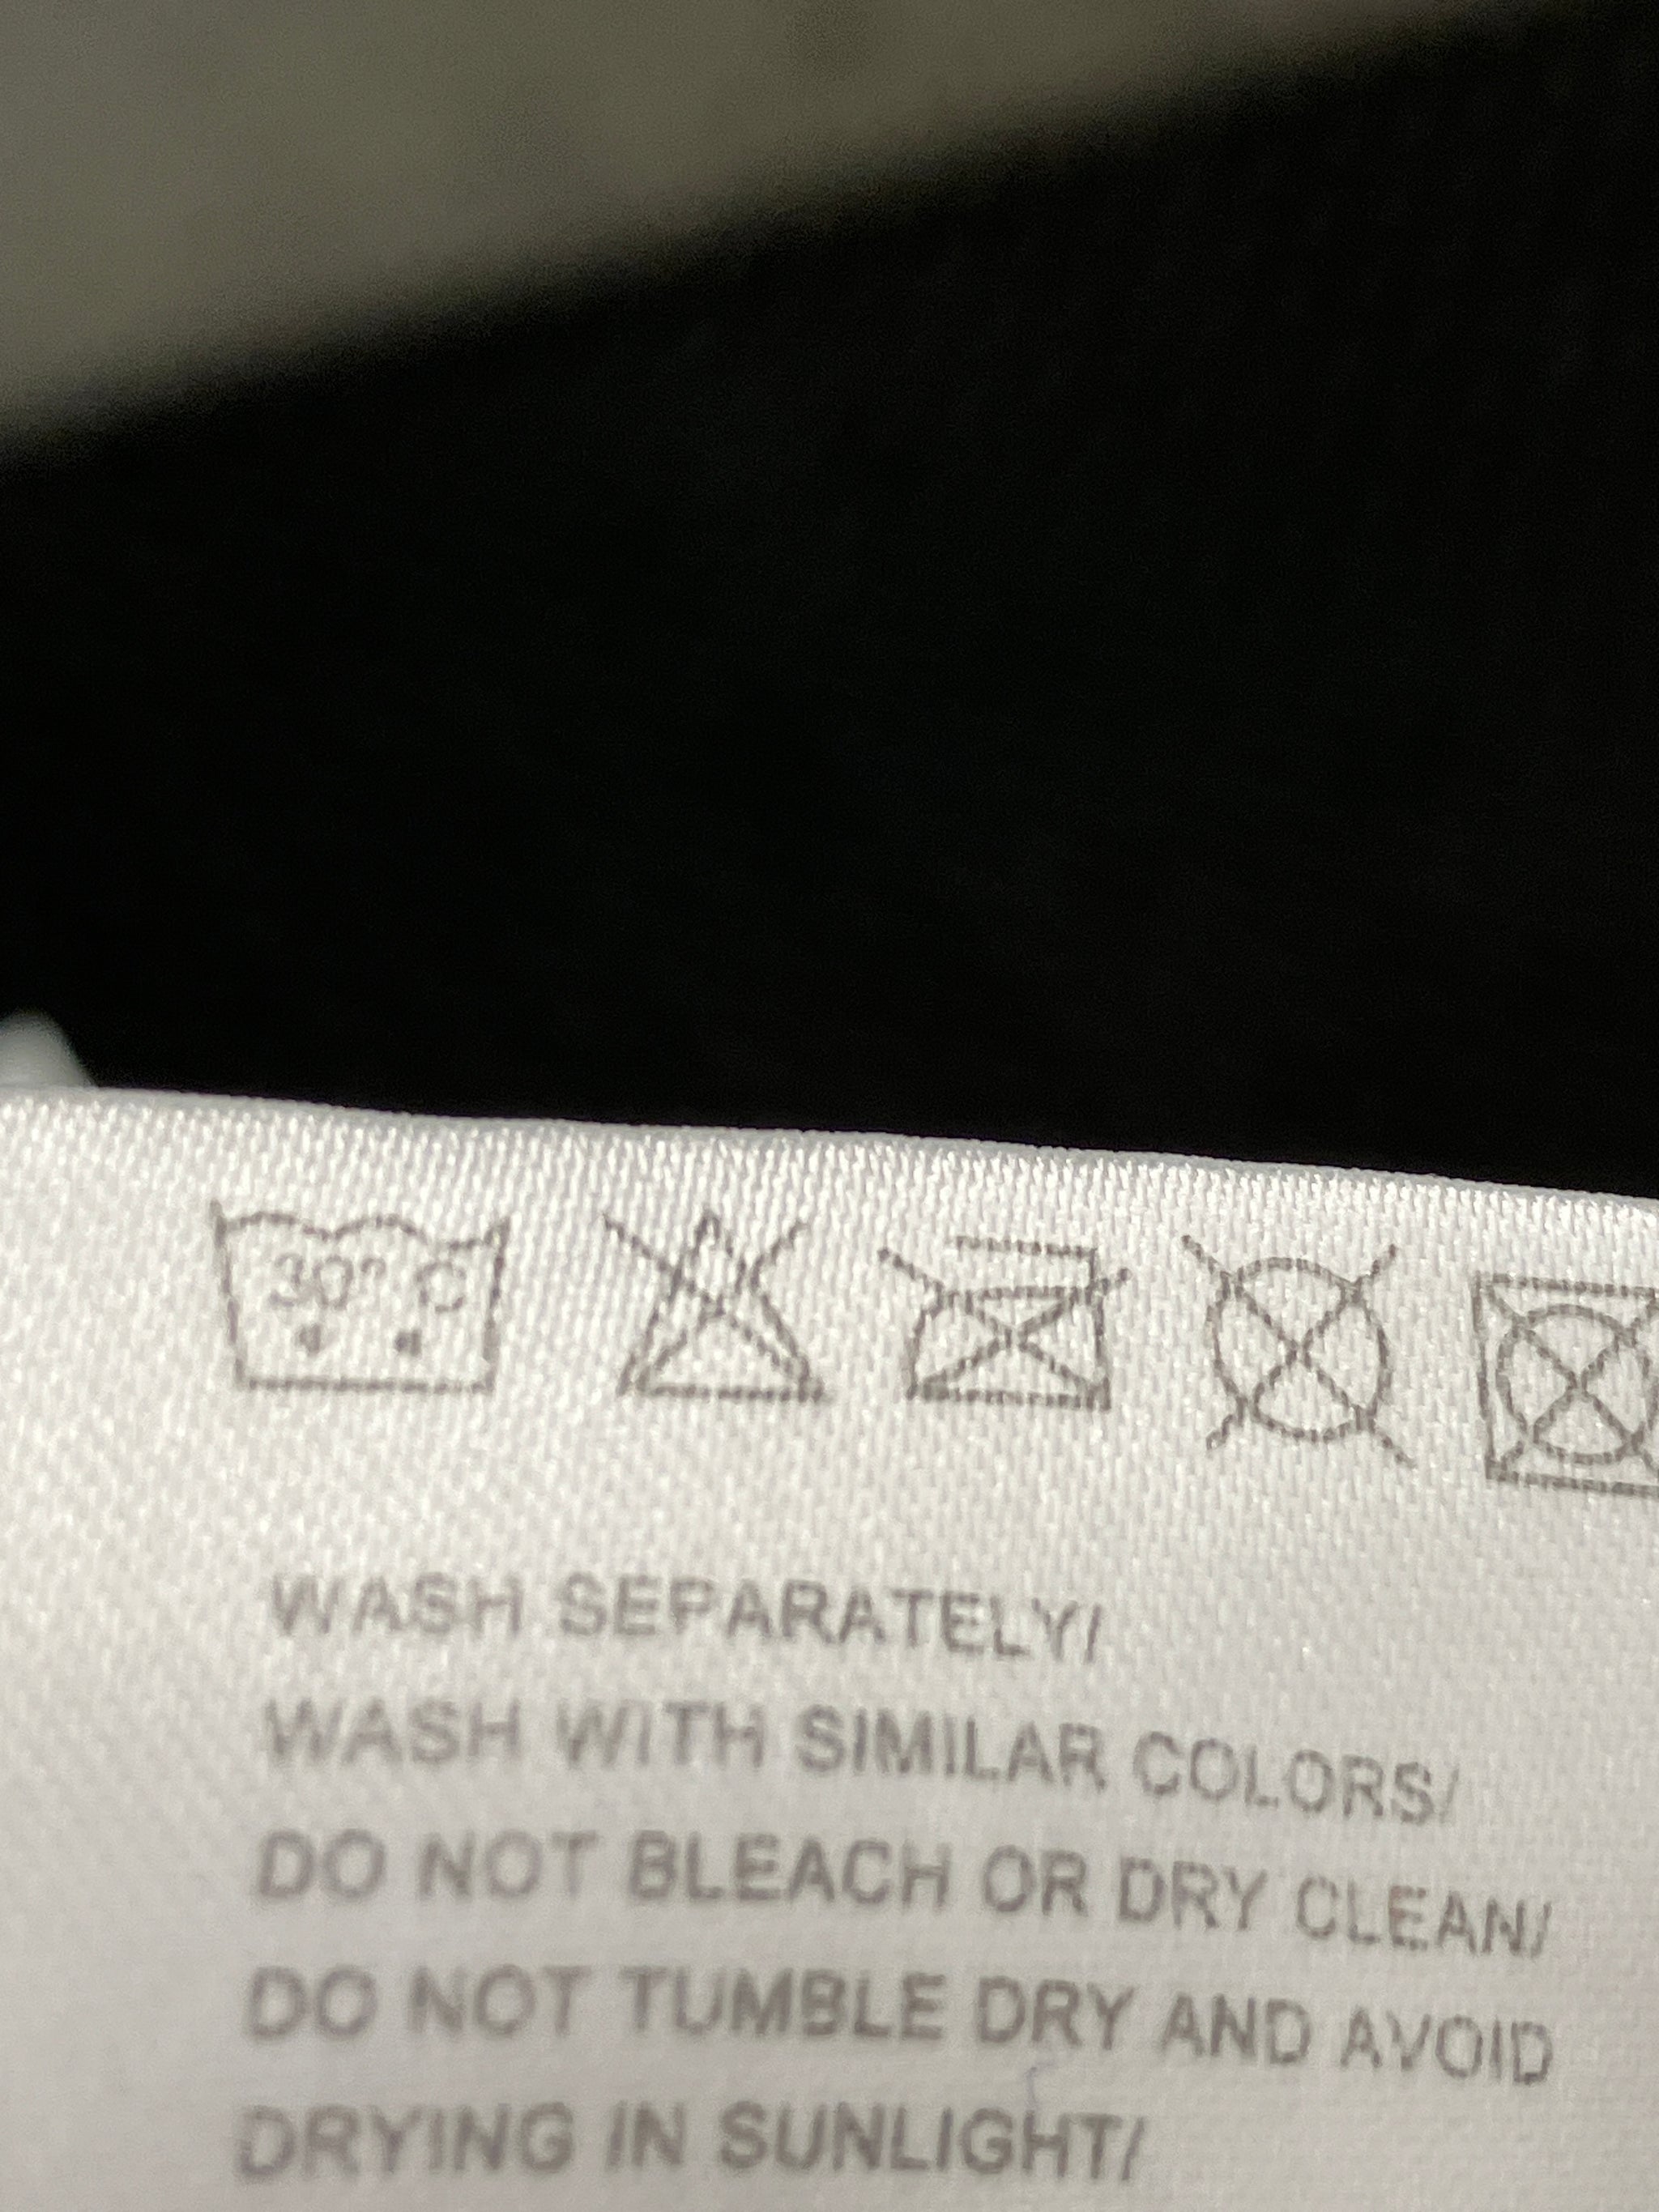 30° C
WASH SEPARATELY/
WASH WITH SIMILAR COLORS/
DO NOT BLEACH OR DRY CLEAN/
DO NOT TUMBLE DRY AND AVOID
DRYING IN SUNLIGHT/